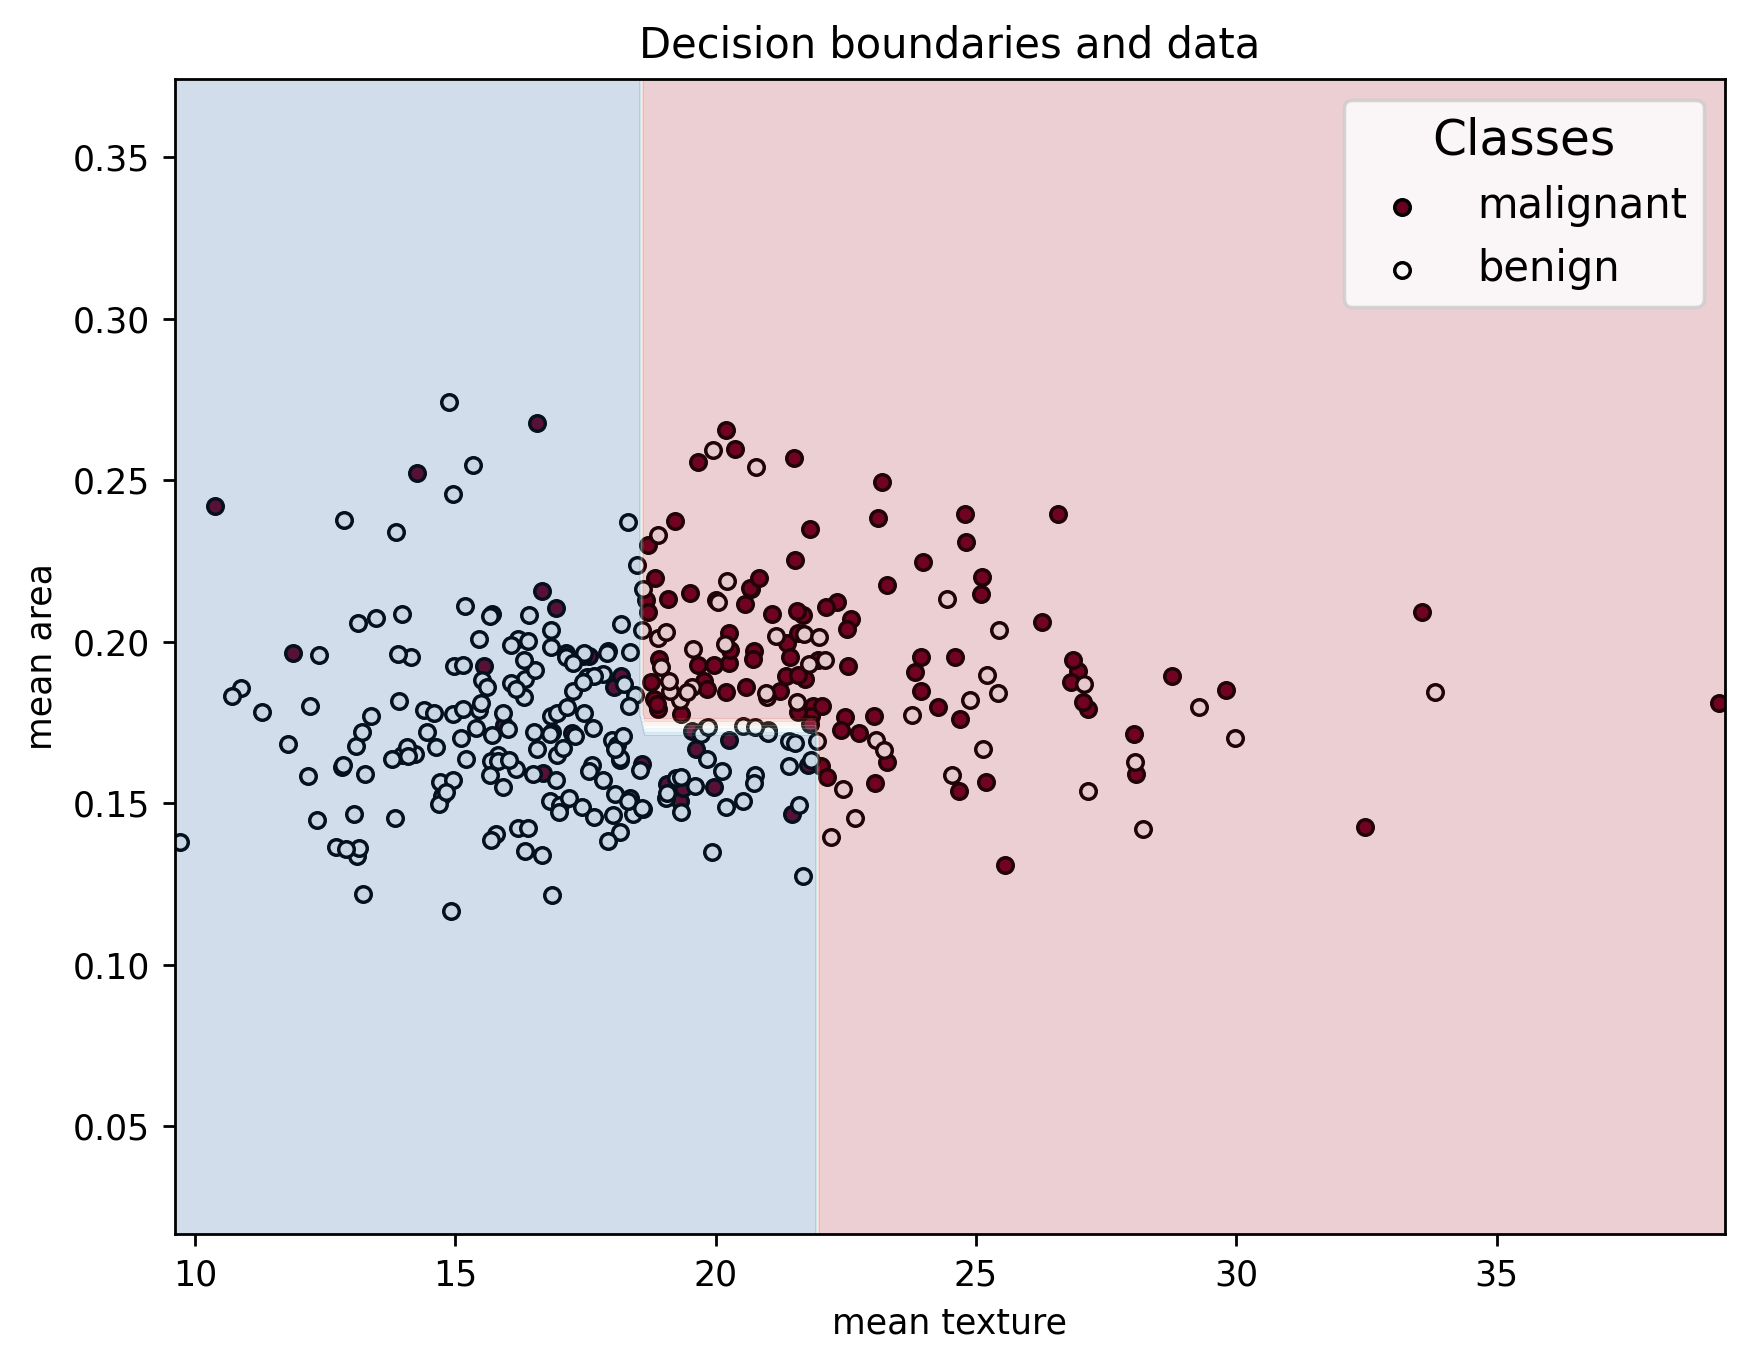 Decision boundaries and data
Classes
malignant
benign
mean area
0.35
0.30
0.25
0.20
0.15
0.10
0.05
10 15 20 25 30 35
mean texture